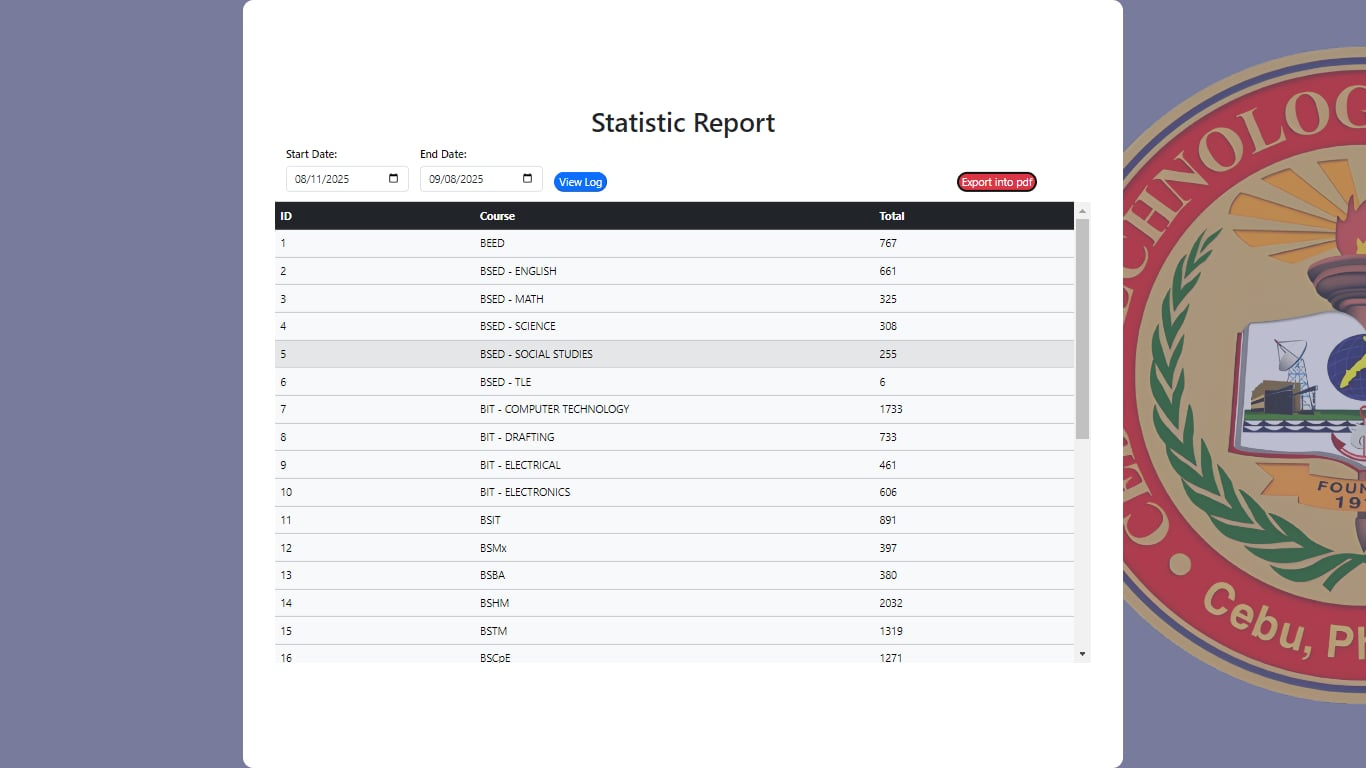 Statistic Report
Start Date: End Date:
08/11/2025 09/08/2025 View Log Export into pdf
ID Course Total
1 BEED 767
2 BSED - ENGLISH 661
3 BSED - MATH 325
4 BSED - SCIENCE 308
5 BSED - SOCIAL STUDIES 255
6 BSED - TLE 6
7 BIT - COMPUTER TECHNOLOGY 1733
8 BIT - DRAFTING 733
9 BIT - ELECTRICAL 461
10 BIT - ELECTRONICS 606
11 BSIT 891
12 BSMx 397
13 BSBA 380
14 BSHM 2032
15 BSTM 1319
16 BSCpE 1271
Cebu,